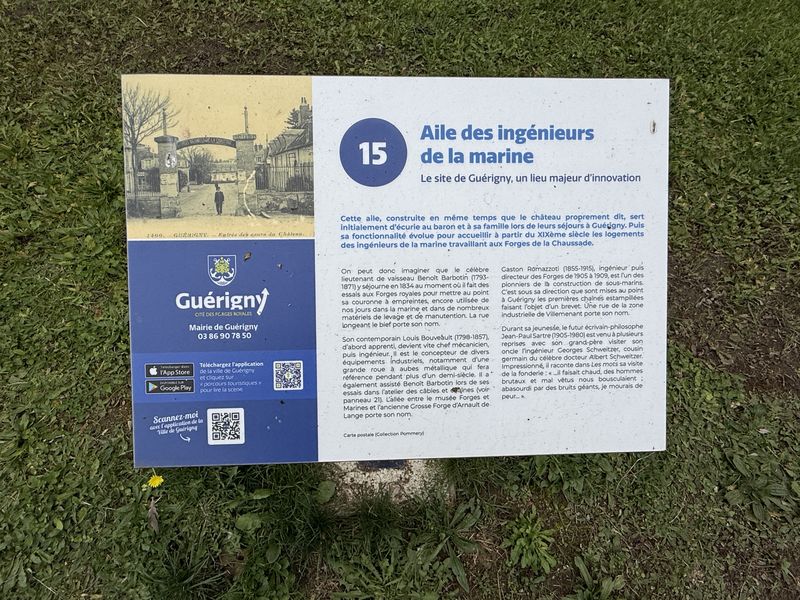 1400. - GUÉRIGNY. - Entrée des cours du Château.
Guérigny
CITÉ DES FORGES ROYALES
Mairie de Guérigny
03 86 90 78 50
Télécharger dans
l'App Store
DISPONIBLE SUR
Google Play
Téléchargez l'application
de la ville de Guérigny
et cliquez sur
« parcours touristiques »
pour lire la scène
Scannez-moi
avec l'application de la
Ville de Guérigny
15
Aile des ingénieurs
de la marine
Le site de Guérigny, un lieu majeur d'innovation
Cette aile, construite en même temps que le château proprement dit, sert
initialement d'écurie au baron et à sa famille lors de leurs séjours à Guérigny. Puis
sa fonctionnalité évolue pour accueillir à partir du XIXème siècle les logements
des ingénieurs de la marine travaillant aux Forges de la Chaussade.
On peut donc imaginer que le célèbre
lieutenant de vaisseau Benoît Barbotin (1793-
1871) y séjourne en 1834 au moment où il fait des
essais aux Forges royales pour mettre au point
sa couronne à empreintes, encore utilisée de
nos jours dans la marine et dans de nombreux
matériels de levage et de manutention. La rue
longeant le bief porte son nom.
Son contemporain Louis Bouveault (1798-1857),
d'abord apprenti, devient vite chef mécanicien,
puis ingénieur. Il est le concepteur de divers
équipements industriels, notamment d'une
grande roue à aubes métallique qui fera
référence pendant plus d'un demi-siècle. Il a
également assisté Benoît Barbotin lors de ses
essais dans l'atelier des câbles et chaînes (voir
panneau 21). L'allée entre le musée Forges et
Marines et l'ancienne Grosse Forge d'Arnault de
Lange porte son nom.
Carte postale (Collection Pommery)
Gaston Romazzoti (1855-1915), ingénieur puis
directeur des Forges de 1905 à 1909, est l'un des
pionniers de la construction de sous-marins.
C'est sous sa direction que sont mises au point
à Guérigny les premières chaînes estampillées
faisant l'objet d'un brevet. Une rue de la zone
industrielle de Villemenant porte son nom.
Durant sa jeunesse, le futur écrivain-philosophe
Jean-Paul Sartre (1905-1980) est venu à plusieurs
reprises avec son grand-père visiter son
oncle l'ingénieur Georges Schweitzer, cousin
germain du célèbre docteur Albert Schweitzer.
Impressionné, il raconte dans Les mots sa visite
de la fonderie : « ...il faisait chaud, des hommes
brutaux et mal vêtus nous bousculaient ;
abasourdi par des bruits géants, je mourais de
peur... ».